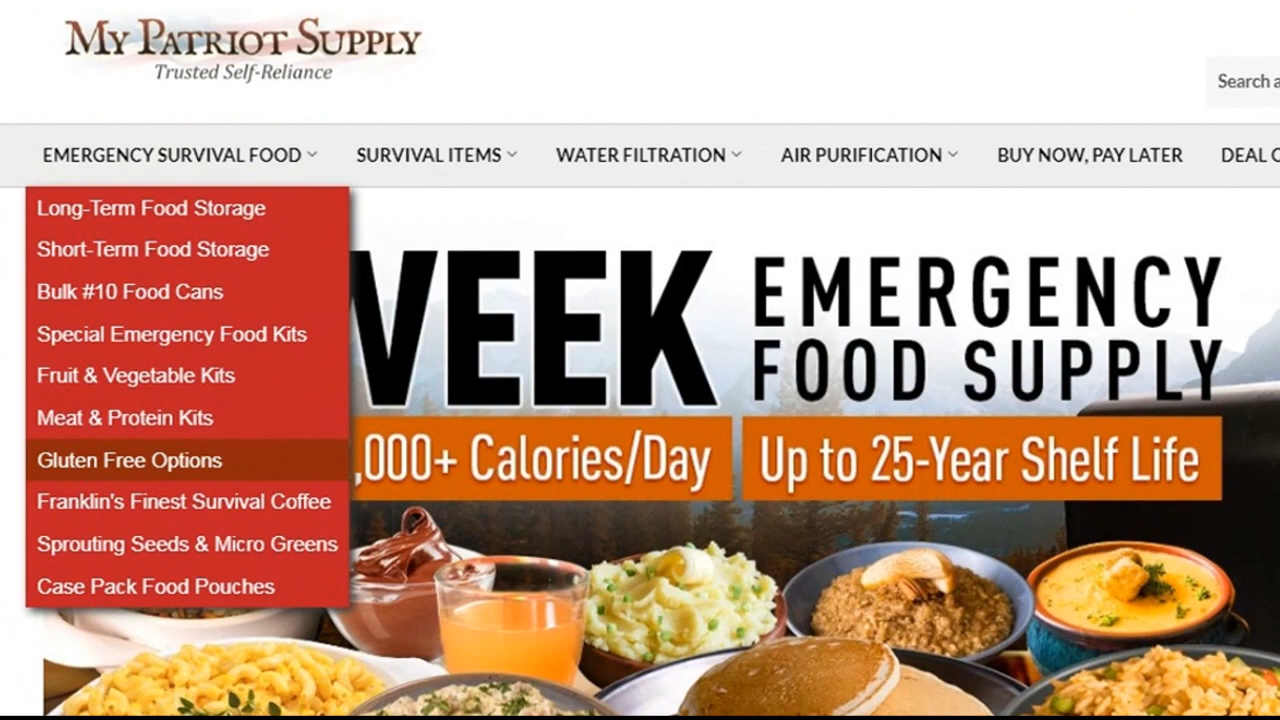 My Patriot Supply
Trusted Self-Reliance
Search
EMERGENCY SURVIVAL FOOD
SURVIVAL ITEMS
WATER FILTRATION
AIR PURIFICATION
BUY NOW, PAY LATER
DEAL
Long-Term Food Storage
Short-Term Food Storage
Bulk #10 Food Cans
Special Emergency Food Kits
Fruit & Vegetable Kits
Meat & Protein Kits
Gluten Free Options
Franklin's Finest Survival Coffee
Sprouting Seeds & Micro Greens
Case Pack Food Pouches
WEEK
EMERGENCY
FOOD SUPPLY
,000+ Calories/Day
Up to 25-Year Shelf Life